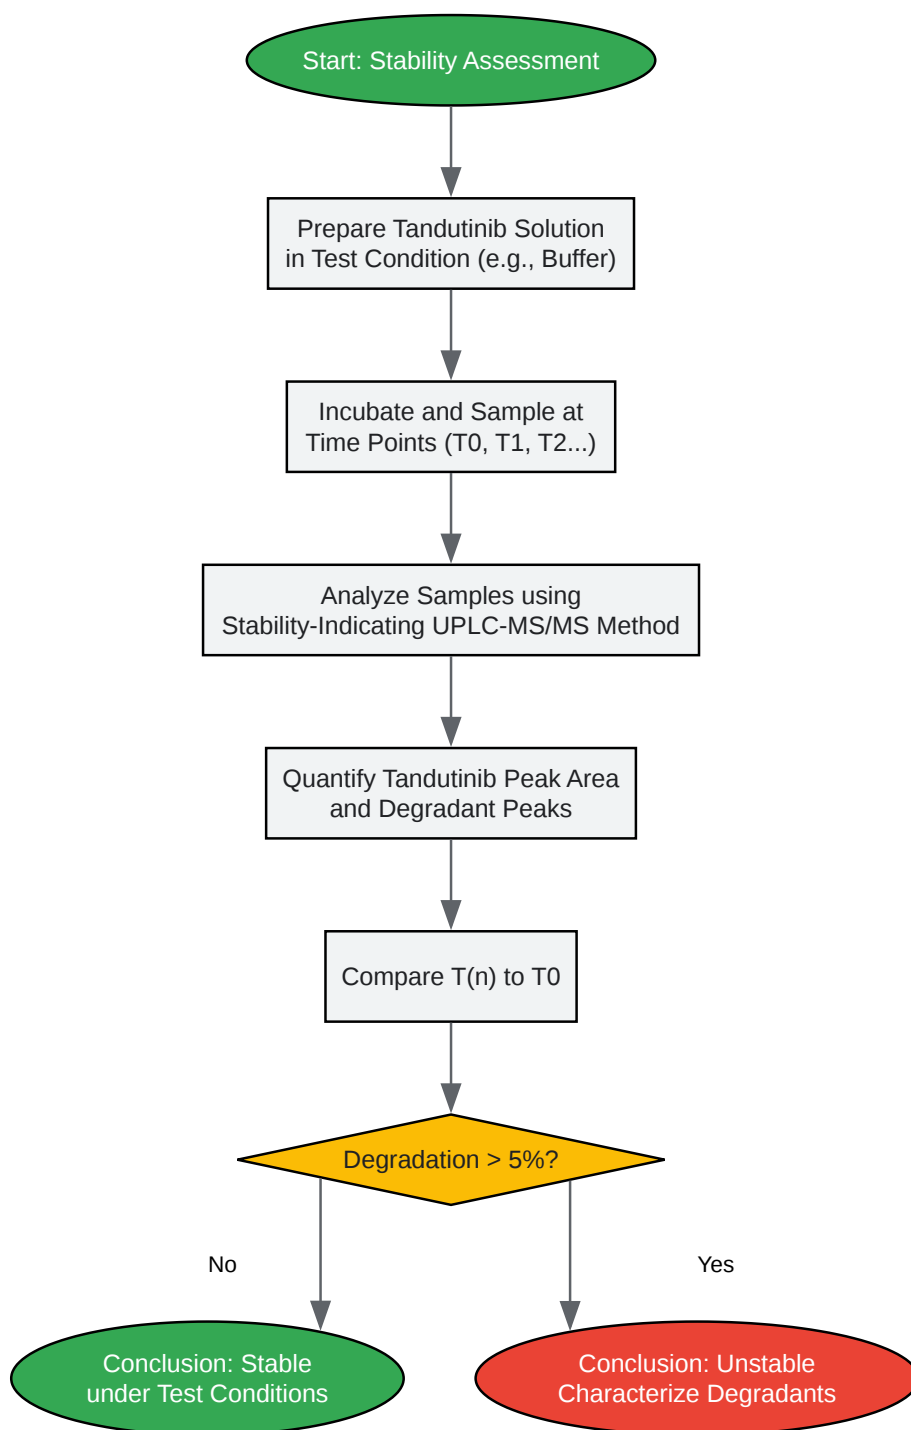 Start: Stability Assessment
Prepare Tandutinib Solution
in Test Condition (e.g., Buffer)
Incubate and Sample at
Time Points (T0, T1, T2...)
Analyze Samples using
Stability-Indicating UPLC-MS/MS Method
Quantify Tandutinib Peak Area
and Degradant Peaks
Compare T(n) to T0
Degradation > 5%?
No
Yes
Conclusion: Stable
under Test Conditions
Conclusion: Unstable
Characterize Degradants